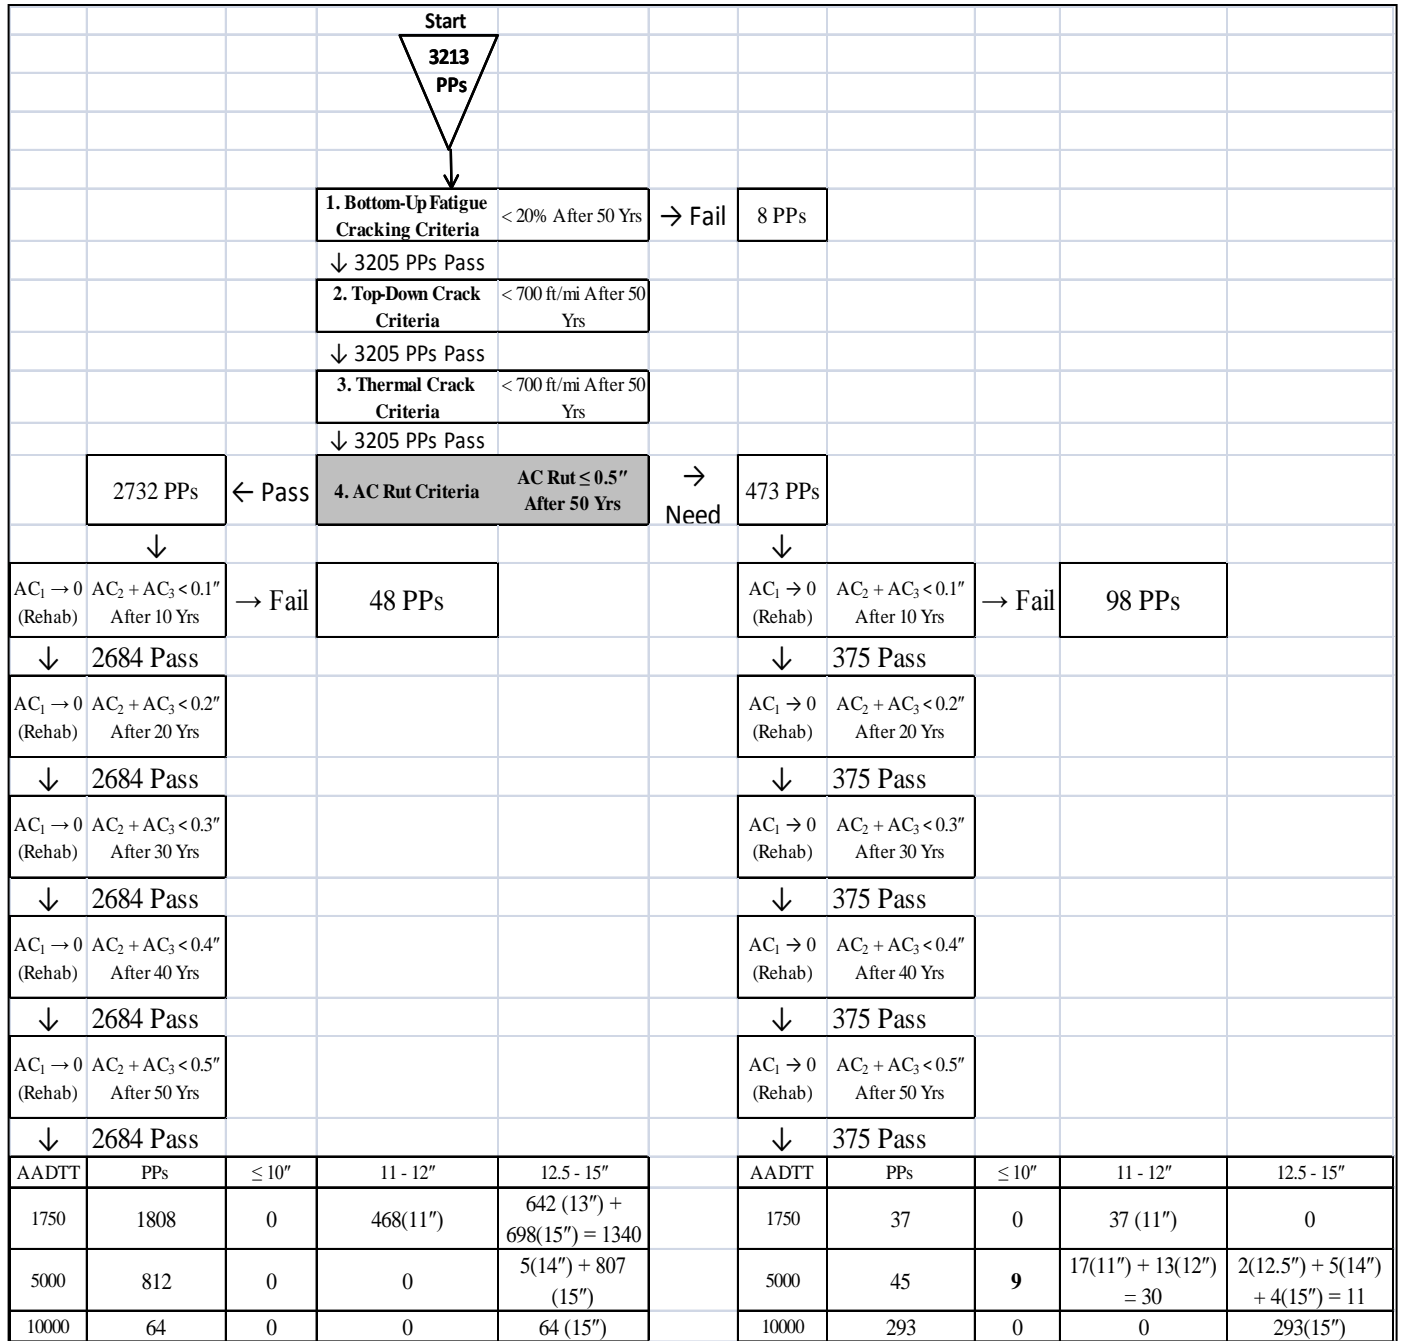 Start
3213
PPs
1. Bottom-Up Fatigue
Cracking Criteria
< 20% After 50 Yrs
→ Fail
8 PPs
↓ 3205 PPs Pass
2. Top-Down Crack
Criteria
< 700 ft/mi After 50
Yrs
↓ 3205 PPs Pass
3. Thermal Crack
Criteria
< 700 ft/mi After 50
Yrs
↓ 3205 PPs Pass
2732 PPs
← Pass
4. AC Rut Criteria
AC Rut ≤ 0.5″
After 50 Yrs
→
Need
473 PPs
↓ ↓
AC₁ → 0
(Rehab)
AC₂ + AC₃ < 0.1″
After 10 Yrs
→ Fail
48 PPs
AC₁ → 0
(Rehab)
AC₂ + AC₃ < 0.1″
After 10 Yrs
→ Fail
98 PPs
↓ 2684 Pass
↓ 375 Pass
AC₁ → 0
(Rehab)
AC₂ + AC₃ < 0.2″
After 20 Yrs
AC₁ → 0
(Rehab)
AC₂ + AC₃ < 0.2″
After 20 Yrs
↓ 2684 Pass
↓ 375 Pass
AC₁ → 0
(Rehab)
AC₂ + AC₃ < 0.3″
After 30 Yrs
AC₁ → 0
(Rehab)
AC₂ + AC₃ < 0.3″
After 30 Yrs
↓ 2684 Pass
↓ 375 Pass
AC₁ → 0
(Rehab)
AC₂ + AC₃ < 0.4″
After 40 Yrs
AC₁ → 0
(Rehab)
AC₂ + AC₃ < 0.4″
After 40 Yrs
↓ 2684 Pass
↓ 375 Pass
AC₁ → 0
(Rehab)
AC₂ + AC₃ < 0.5″
After 50 Yrs
AC₁ → 0
(Rehab)
AC₂ + AC₃ < 0.5″
After 50 Yrs
↓ 2684 Pass
↓ 375 Pass
AADTT PPs ≤ 10″ 11 - 12″ 12.5 - 15″
1750 1808 0 468(11″)
642 (13″) +
698(15″) = 1340
5000 812 0 0
5(14″) + 807
(15″)
10000 64 0 0 64 (15″)
AADTT PPs ≤ 10″ 11 - 12″ 12.5 - 15″
1750 37 0 37 (11″) 0
5000 45 9
17(11″) + 13(12″)
= 30
2(12.5″) + 5(14″)
+ 4(15″) = 11
10000 293 0 0 293(15″)